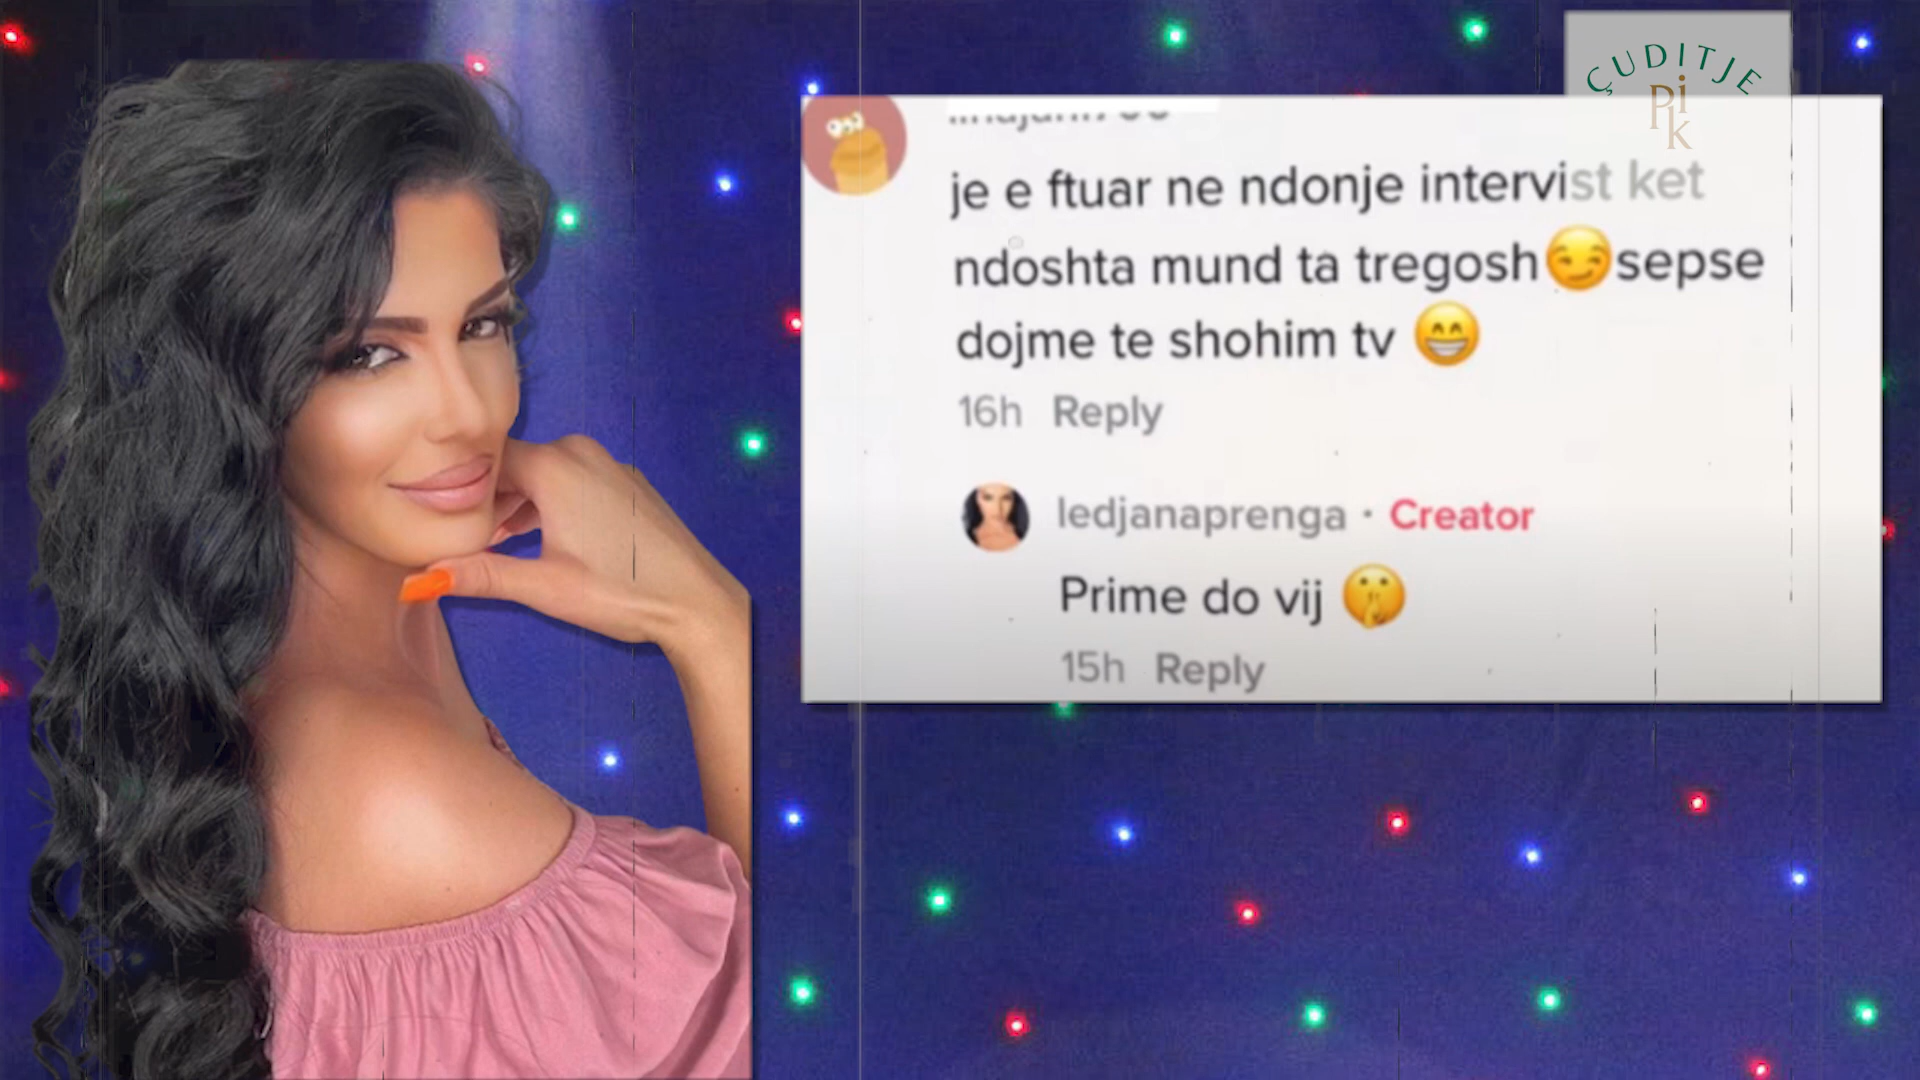 ÇUDITJE
PiK
je e ftuar ne ndonje intervist ket
ndoshta mund ta tregosh😏sepse
dojme te shohim tv 😁
16h Reply
ledjanaprenga · Creator
Prime do vij 🤫
15h Reply